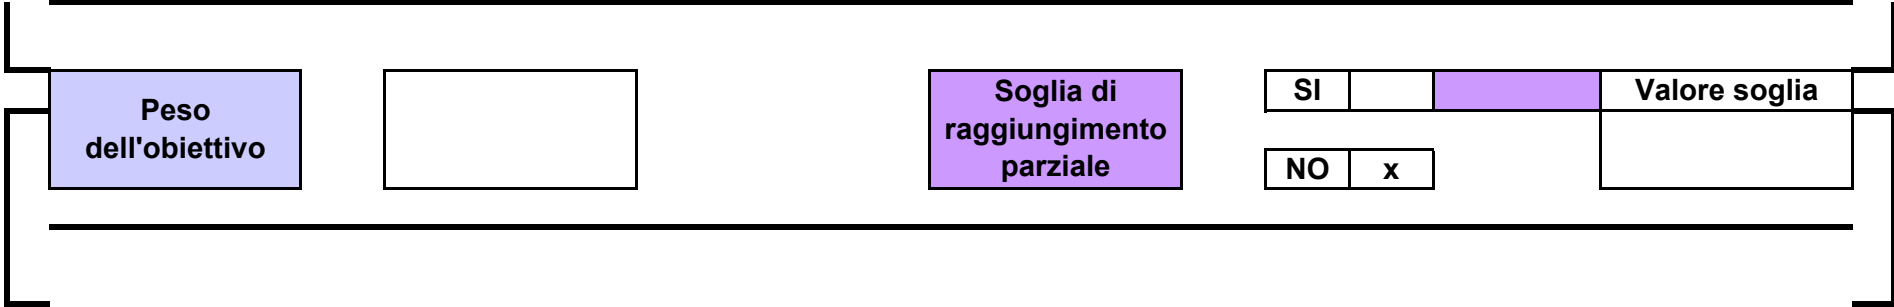 Peso
dell'obiettivo
Soglia di
raggiungimento
parziale
SI
Valore soglia
NO x